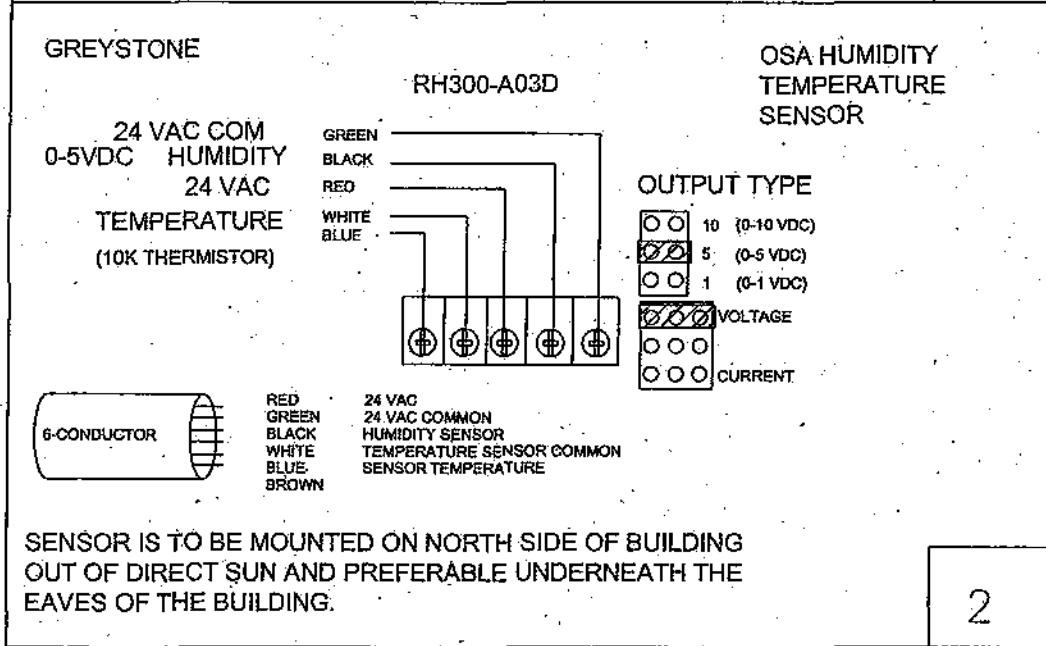 GREYSTONE
OSA HUMIDITY
TEMPERATURE
SENSOR
RH300-A03D
24 VAC COM GREEN
0-5VDC HUMIDITY BLACK
24 VAC RED
TEMPERATURE WHITE
BLUE
(10K THERMISTOR)
OUTPUT TYPE
10 (0-10 VDC)
5 (0-5 VDC)
1 (0-1 VDC)
VOLTAGE
CURRENT
6-CONDUCTOR
RED 24 VAC
GREEN 24 VAC COMMON
BLACK HUMIDITY SENSOR
WHITE TEMPERATURE SENSOR COMMON
BLUE SENSOR TEMPERATURE
BROWN
SENSOR IS TO BE MOUNTED ON NORTH SIDE OF BUILDING
OUT OF DIRECT SUN AND PREFERABLE UNDERNEATH THE
EAVES OF THE BUILDING.
2